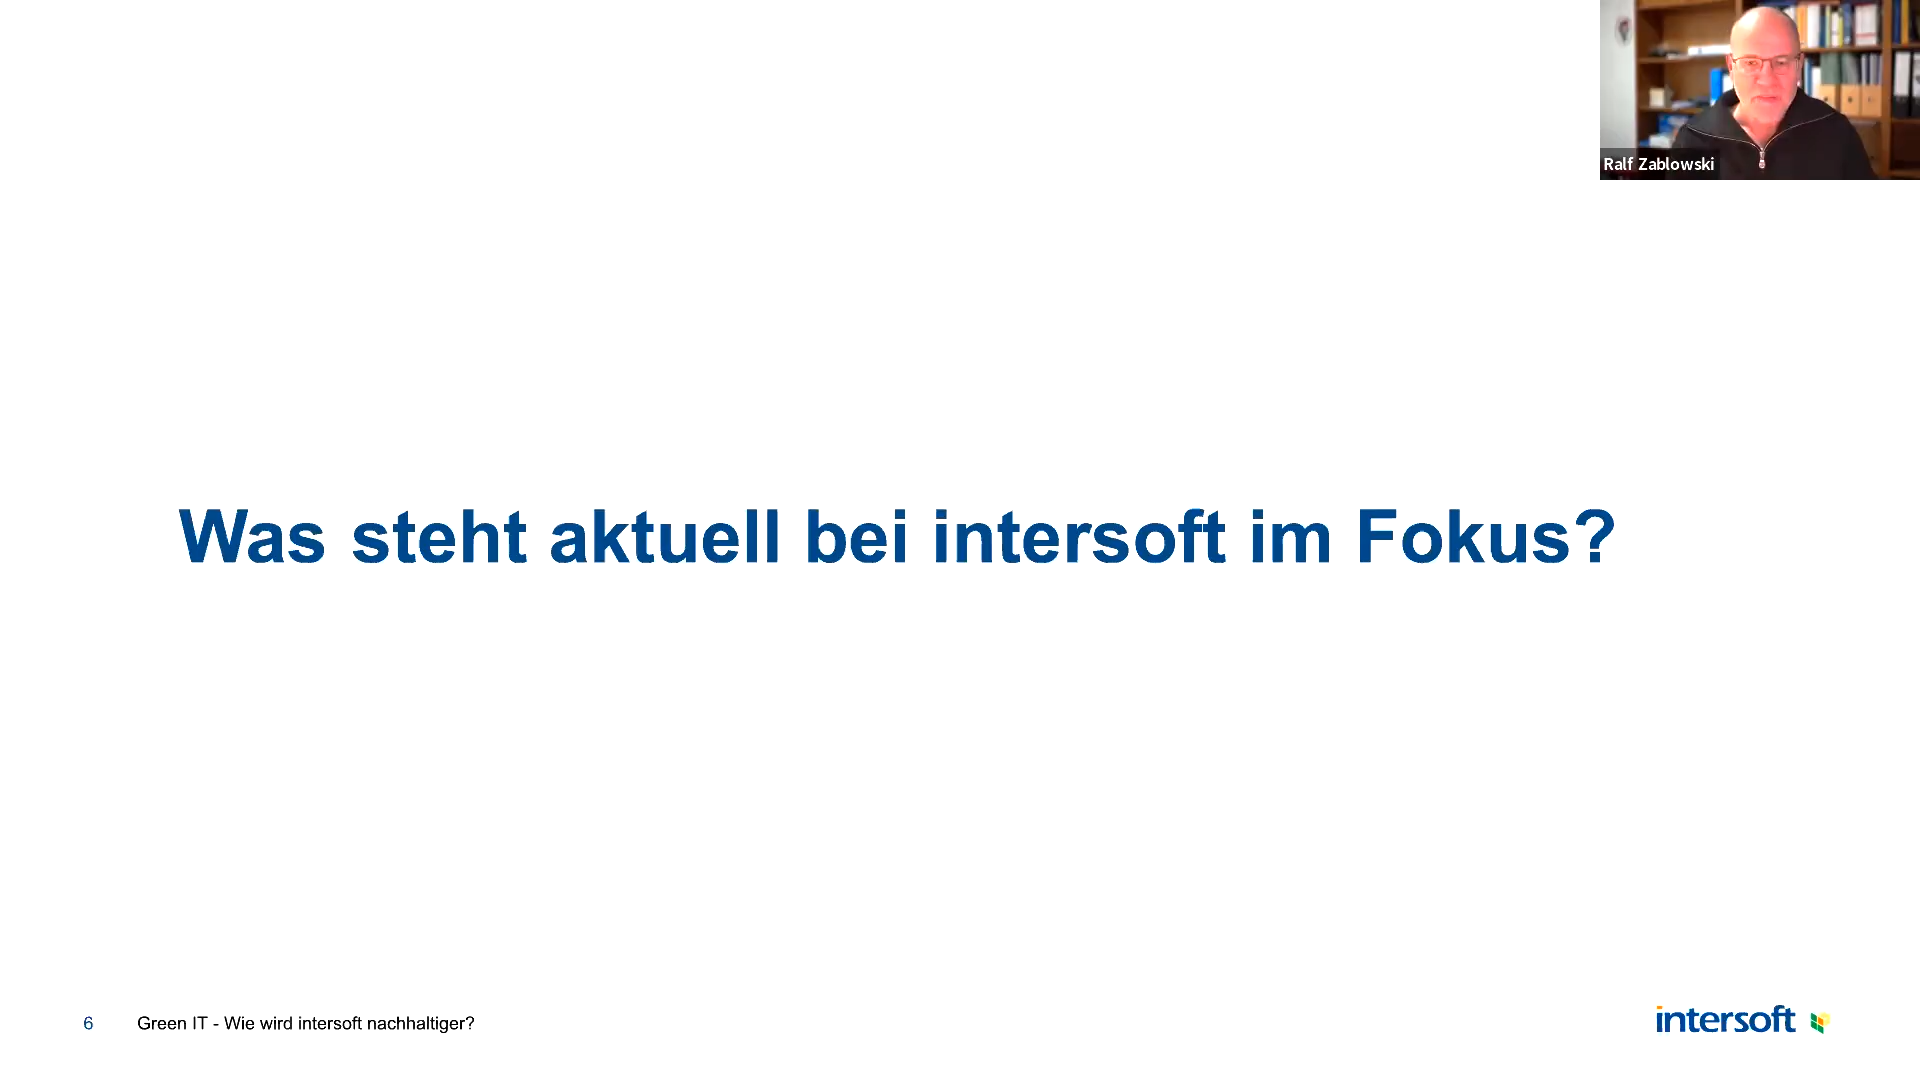 Ralf Zablowski
Was steht aktuell bei intersoft im Fokus?
6
Green IT - Wie wird intersoft nachhaltiger?
intersoft